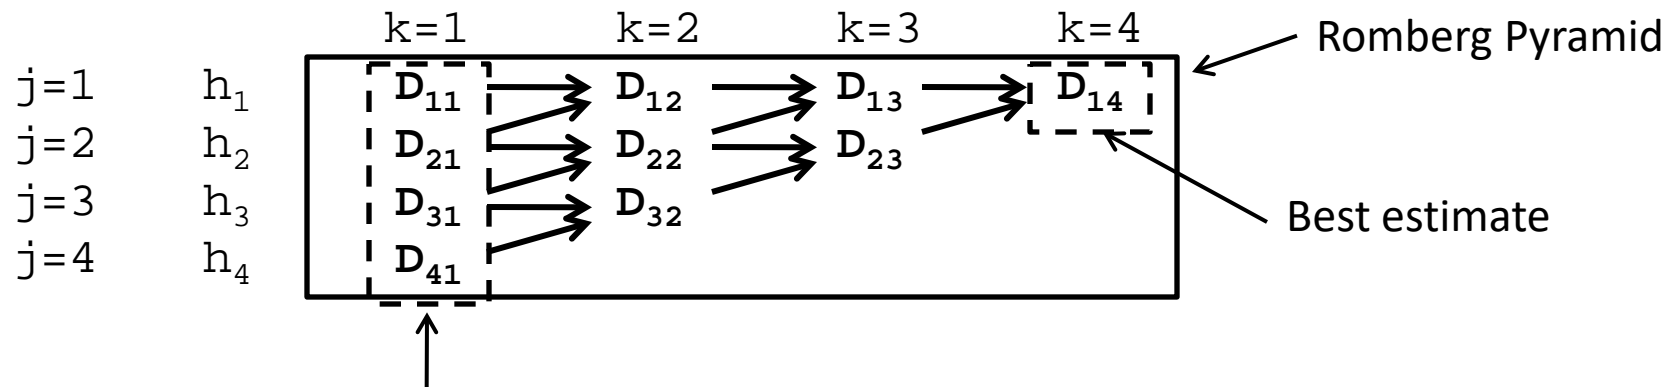 k=1 k=2 k=3 k=4 Romberg Pyramid
j=1 h₁ D₁₁ D₁₂ D₁₃ D₁₄
j=2 h₂ D₂₁ D₂₂ D₂₃
j=3 h₃ D₃₁ D₃₂
Best estimate
j=4 h₄ D₄₁